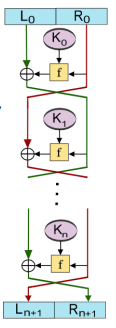 L₀ R₀
K₀
f
K₁
f
Kₙ
f
Lₙ₊₁ Rₙ₊₁